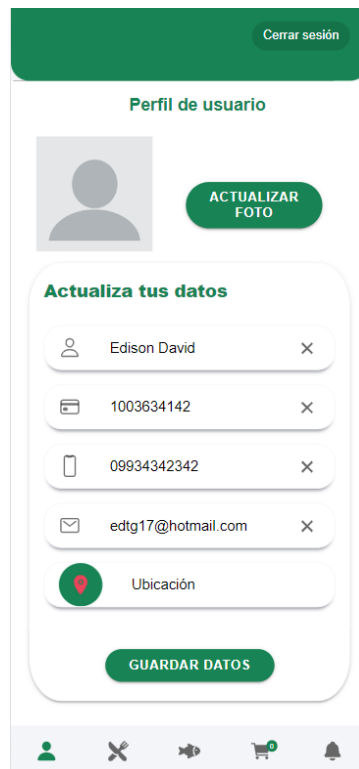 Cerrar sesión
Perfil de usuario
ACTUALIZAR
FOTO
Actualiza tus datos
Edison David
1003634142
09934342342
edtg17@hotmail.com
Ubicación
GUARDAR DATOS
0